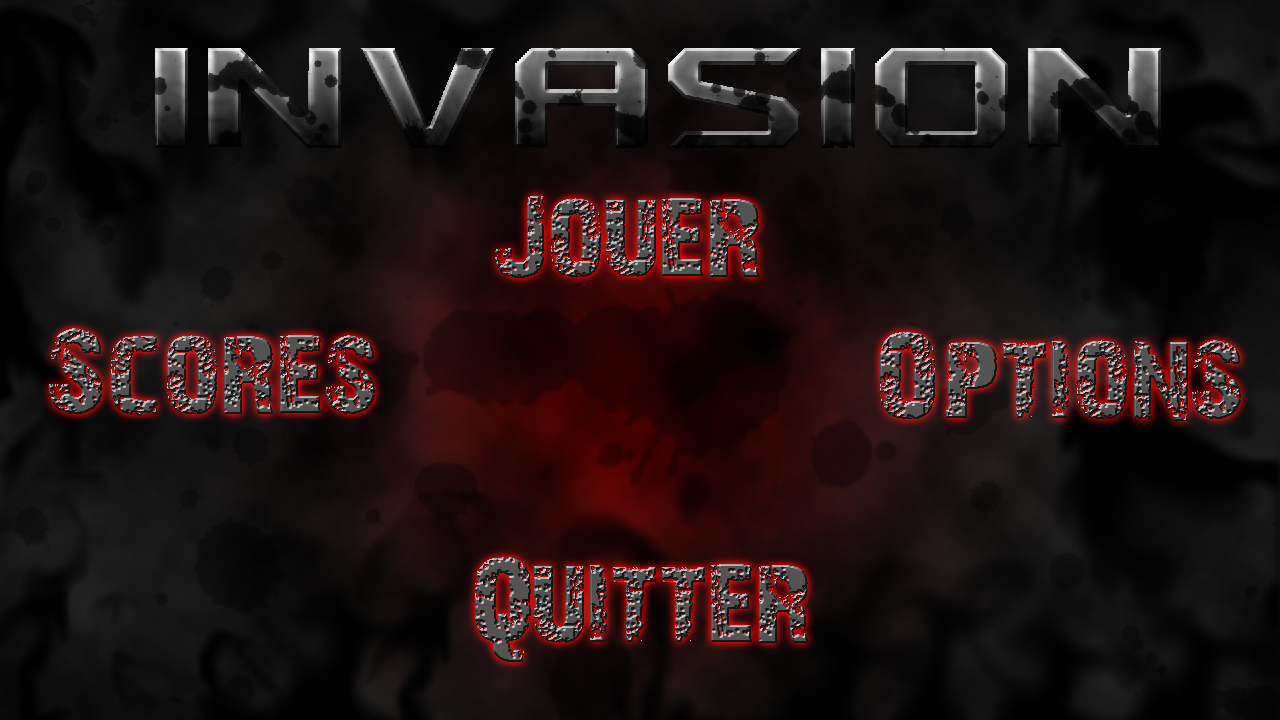 INVASION
JOUER
SCORES
OPTIONS
QUITTER